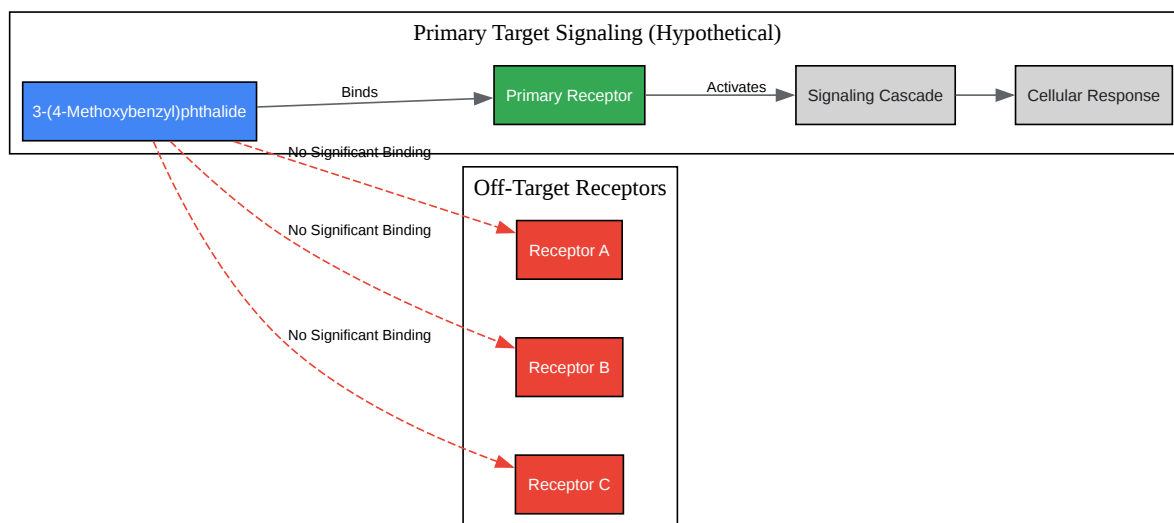 Primary Target Signaling (Hypothetical)
3-(4-Methoxybenzyl)phthalide
Binds
Primary Receptor
Activates
Signaling Cascade
Cellular Response
No Significant Binding
Off-Target Receptors
No Significant Binding
Receptor A
No Significant Binding
Receptor B
Receptor C